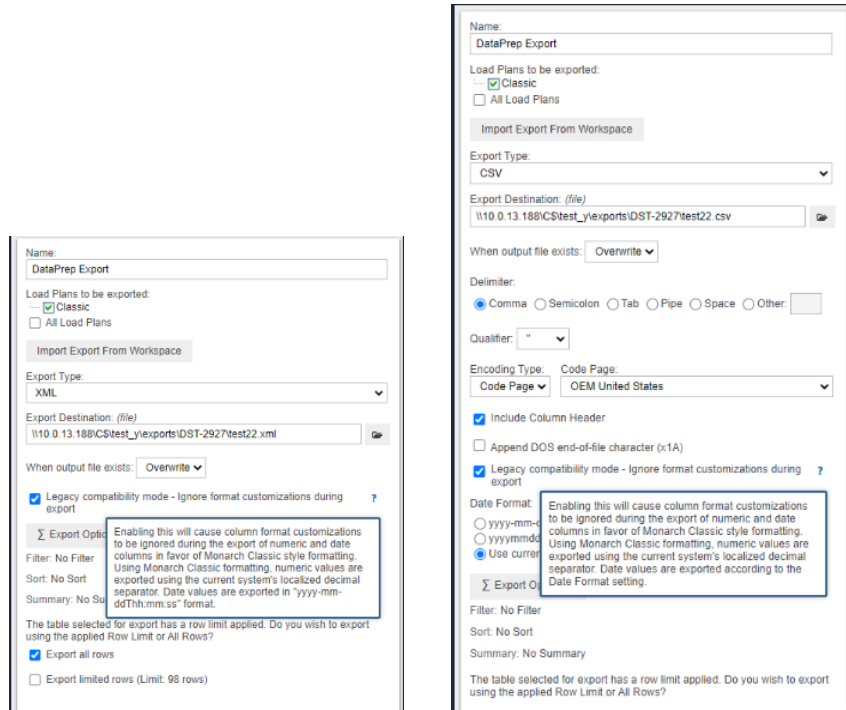 Name:
DataPrep Export
Load Plans to be exported:
Classic
All Load Plans
Import Export From Workspace
Export Type:
XML
Export Destination: (file)
\\10.0.13.188\C$\test_y\exports\DST-2927\test22.xml
When output file exists: Overwrite
Legacy compatibility mode - Ignore format customizations during ?
export
∑ Export Optio
Enabling this will cause column format customizations
to be ignored during the export of numeric and date
columns in favor of Monarch Classic style formatting.
Using Monarch Classic formatting, numeric values are
exported using the current system's localized decimal
separator. Date values are exported in "yyyy-mm-
ddThh:mm:ss" format.
Filter: No Filter
Sort: No Sort
Summary: No Su
The table selected for export has a row limit applied. Do you wish to export
using the applied Row Limit or All Rows?
Export all rows
Export limited rows (Limit: 98 rows)
Name:
DataPrep Export
Load Plans to be exported:
Classic
All Load Plans
Import Export From Workspace
Export Type:
CSV
Export Destination: (file)
\\10.0.13.188\C$\test_y\exports\DST-2927\test22.csv
When output file exists: Overwrite
Delimiter:
Comma Semicolon Tab Pipe Space Other:
Qualifier: "
Encoding Type: Code Page:
Code Page OEM United States
Include Column Header
Append DOS end-of-file character (x1A)
Legacy compatibility mode - Ignore format customizations during ?
export
Date Format:
yyyy-mm-d
yyyymmdd
Use curren
∑ Export Op
Enabling this will cause column format customizations
to be ignored during the export of numeric and date
columns in favor of Monarch Classic style formatting.
Using Monarch Classic formatting, numeric values are
exported using the current system's localized decimal
separator. Date values are exported according to the
Date Format setting.
Filter: No Filter
Sort: No Sort
Summary: No Summary
The table selected for export has a row limit applied. Do you wish to export
using the applied Row Limit or All Rows?